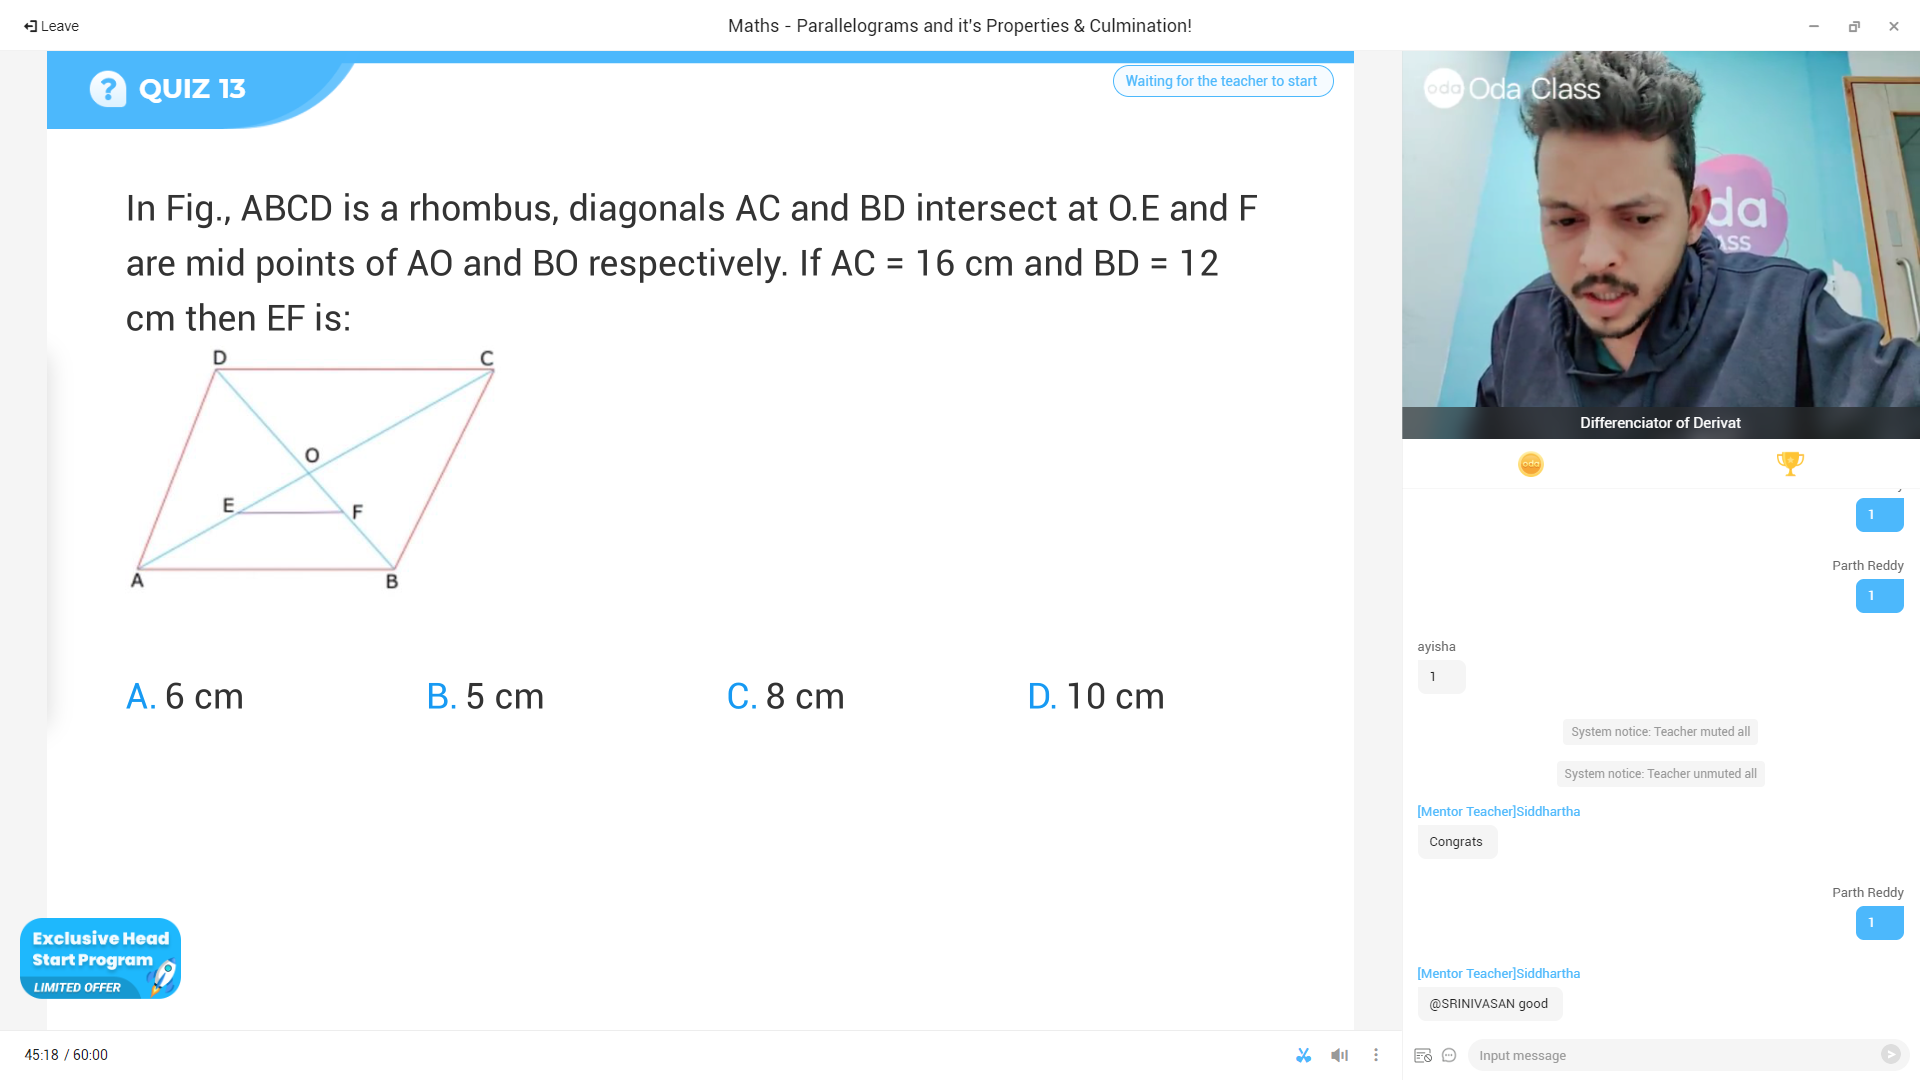 Leave
Maths - Parallelograms and it's Properties & Culmination!
? QUIZ 13
Waiting for the teacher to start
In Fig., ABCD is a rhombus, diagonals AC and BD intersect at O.E and F
are mid points of AO and BO respectively. If AC = 16 cm and BD = 12
cm then EF is:
D
C
O
E
F
A
B
A. 6 cm
B. 5 cm
C. 8 cm
D. 10 cm
Exclusive Head
Start Program
LIMITED OFFER
45:18 / 60:00
oda Oda Class
da
ASS
Differenciator of Derivat
oda
1
Parth Reddy
1
ayisha
1
System notice: Teacher muted all
System notice: Teacher unmuted all
[Mentor Teacher]Siddhartha
Congrats
Parth Reddy
1
[Mentor Teacher]Siddhartha
@SRINIVASAN good
Input message